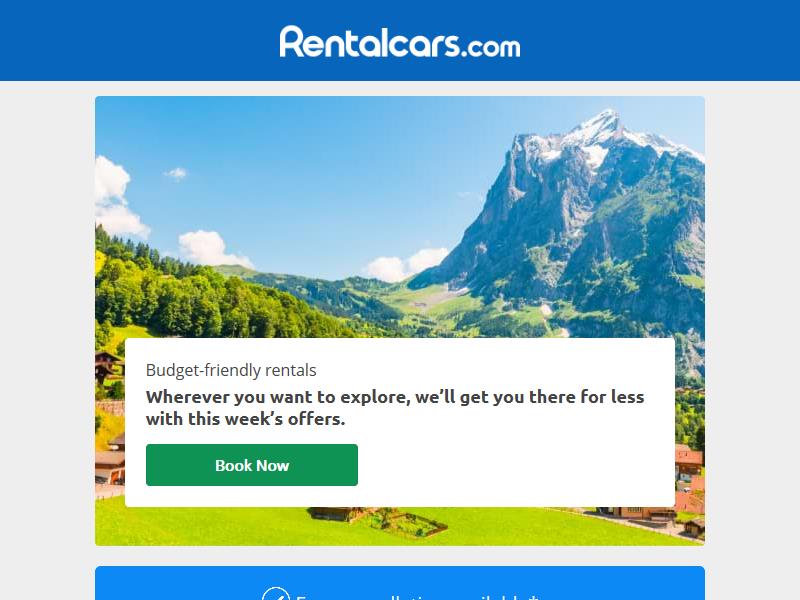 Rentalcars.com
Budget-friendly rentals
Wherever you want to explore, we’ll get you there for less
with this week’s offers.
Book Now